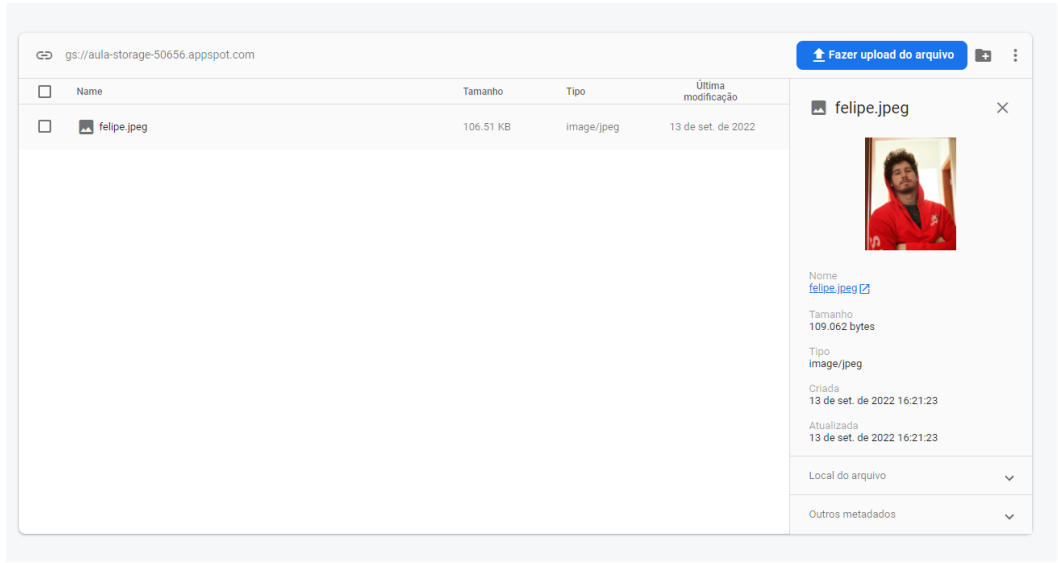 gs://aula-storage-50656.appspot.com
Fazer upload do arquivo
Name
Tamanho
Tipo
Última
modificação
felipe.jpeg
106.51 KB
image/jpeg
13 de set. de 2022
felipe.jpeg
Nome
felipe.jpeg
Tamanho
109.062 bytes
Tipo
image/jpeg
Criada
13 de set. de 2022 16:21:23
Atualizada
13 de set. de 2022 16:21:23
Local do arquivo
Outros metadados